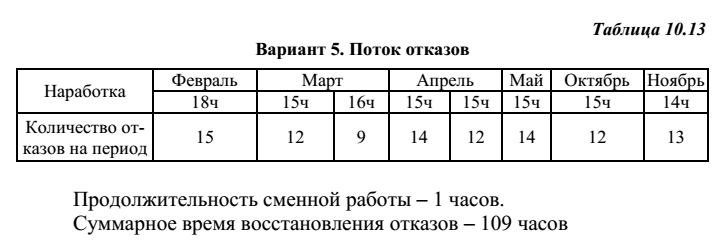 Таблица 10.13
Вариант 5. Поток отказов
Наработка Февраль Март Апрель Май Октябрь Ноябрь
18ч 15ч 16ч 15ч 15ч 15ч 15ч 14ч
Количество от-
казов на период 15 12 9 14 12 14 12 13
Продолжительность сменной работы – 1 часов.
Суммарное время восстановления отказов – 109 часов